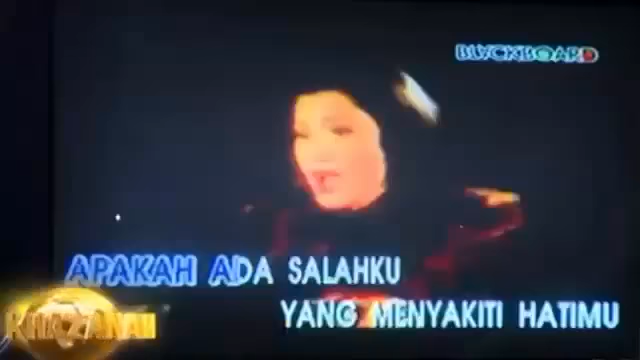 BLACKBOARD
APAKAH ADA SALAHKU
YANG MENYAKITI HATIMU
KHAZANAH